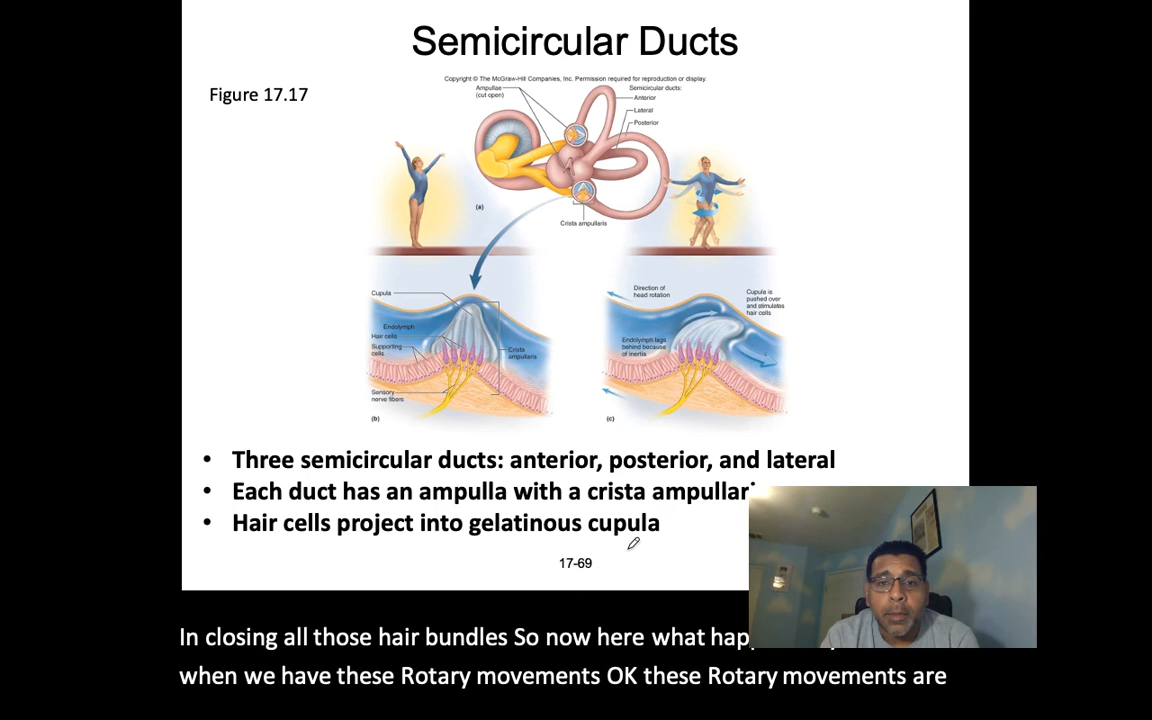 Semicircular Ducts
Figure 17.17
Copyright © The McGraw-Hill Companies, Inc. Permission required for reproduction or display.
Ampullae
(cut open)
Semicircular ducts:
Anterior
Lateral
Posterior
(a)
Crista ampullaris
Cupula
Endolymph
Hair cells
Supporting
cells
Crista
ampullaris
Sensory
nerve fibers
(b)
Direction of
head rotation
Cupula is
pushed over
and stimulates
hair cells
Endolymph lags
behind because
of inertia
(c)
• Three semicircular ducts: anterior, posterior, and lateral
• Each duct has an ampulla with a crista ampullari
• Hair cells project into gelatinous cupula
17-69
In closing all those hair bundles So now here what hap
when we have these Rotary movements OK these Rotary movements are